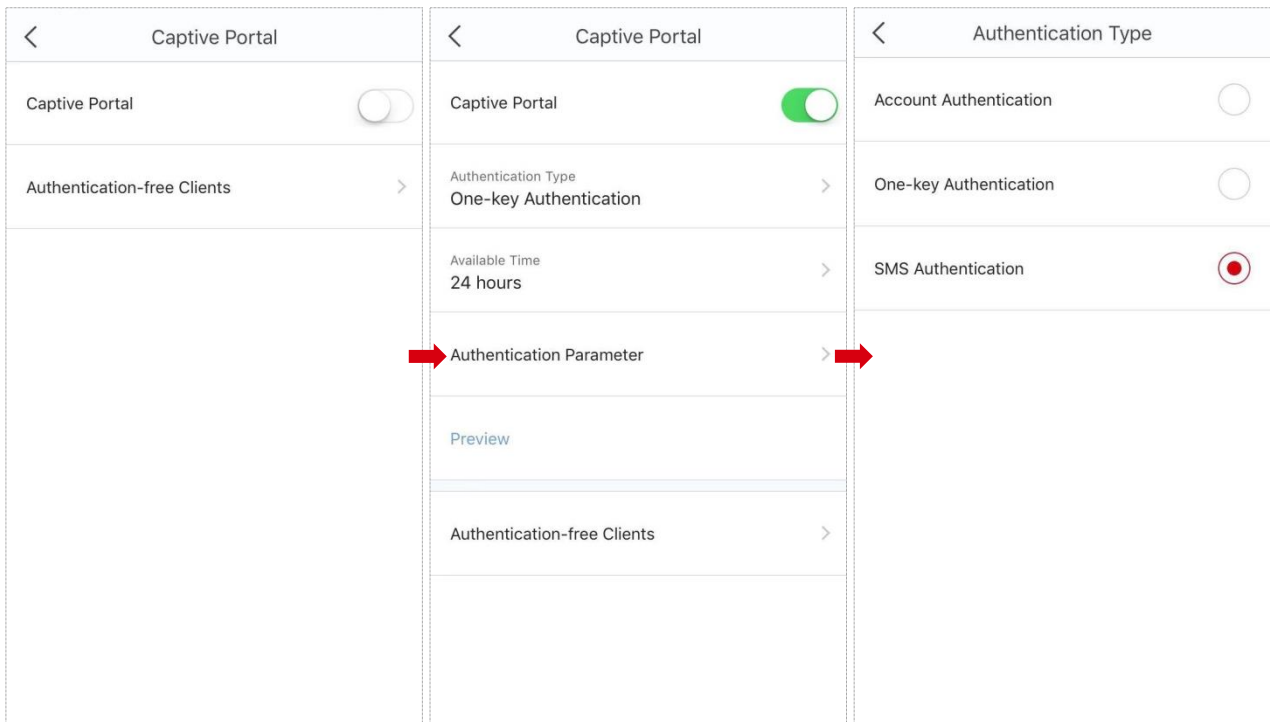 Captive Portal
Captive Portal
Authentication-free Clients
Captive Portal
Captive Portal
Authentication Type
One-key Authentication
Available Time
24 hours
Authentication Parameter
Preview
Authentication-free Clients
Authentication Type
Account Authentication
One-key Authentication
SMS Authentication